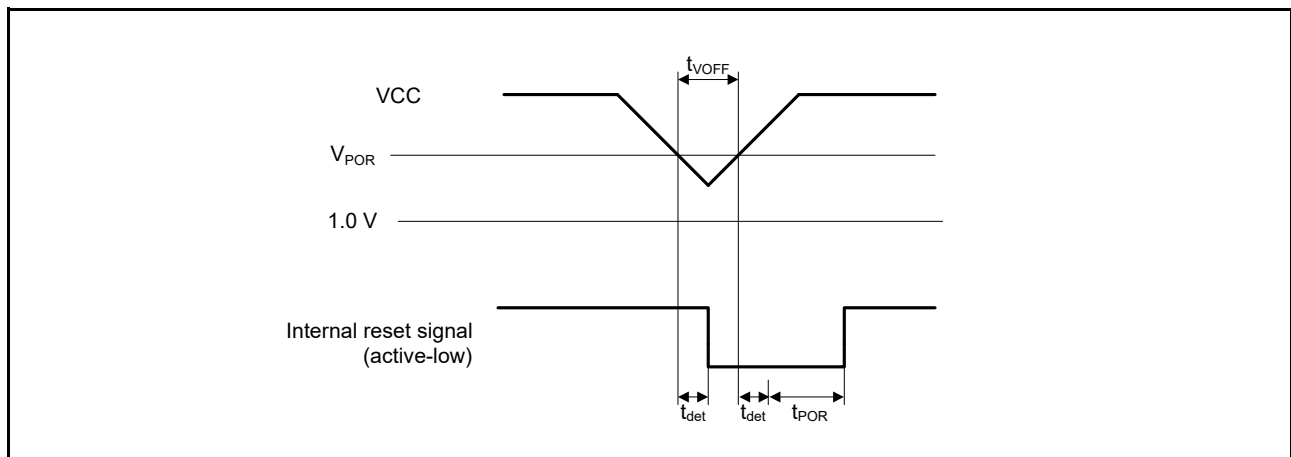 tVOFF
VCC
VPOR
1.0 V
Internal reset signal
(active-low)
tdet
tdet
tPOR